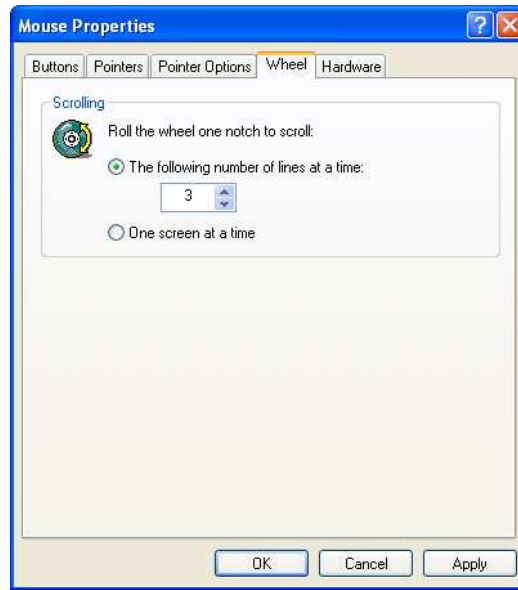 Mouse Properties
Buttons Pointers Pointer Options Wheel Hardware
Scrolling
Roll the wheel one notch to scroll:
The following number of lines at a time:
3
One screen at a time
OK Cancel Apply